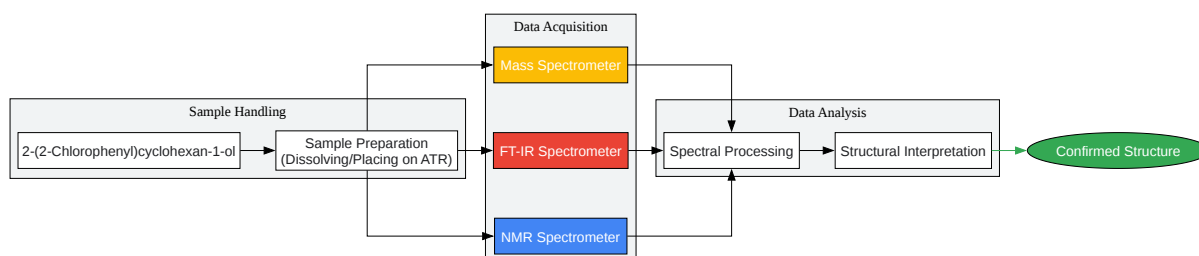 Data Acquisition
Mass Spectrometer
Sample Handling
Data Analysis
2-(2-Chlorophenyl)cyclohexan-1-ol
Sample Preparation
(Dissolving/Placing on ATR)
FT-IR Spectrometer
Spectral Processing
Structural Interpretation
Confirmed Structure
NMR Spectrometer